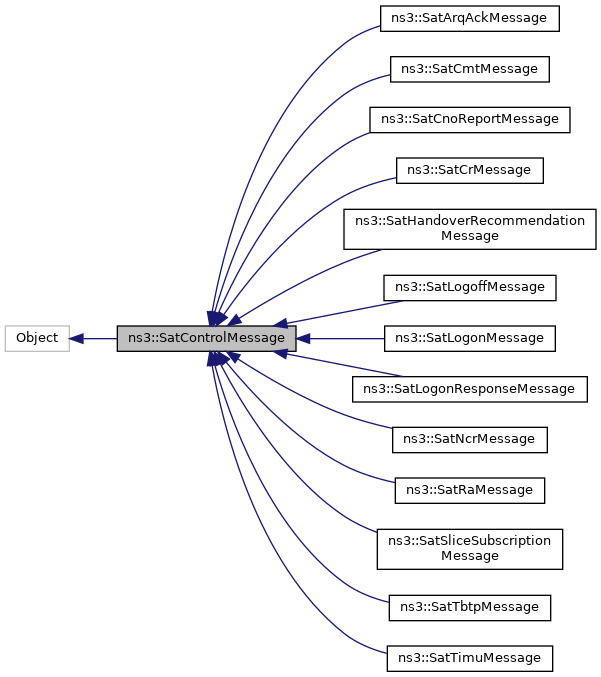 ns3::SatArqAckMessage
ns3::SatCmtMessage
ns3::SatCnoReportMessage
ns3::SatCrMessage
ns3::SatHandoverRecommendation
Message
ns3::SatLogoffMessage
Object
ns3::SatControlMessage
ns3::SatLogonMessage
ns3::SatLogonResponseMessage
ns3::SatNcrMessage
ns3::SatRaMessage
ns3::SatSliceSubscription
Message
ns3::SatTbtpMessage
ns3::SatTimuMessage